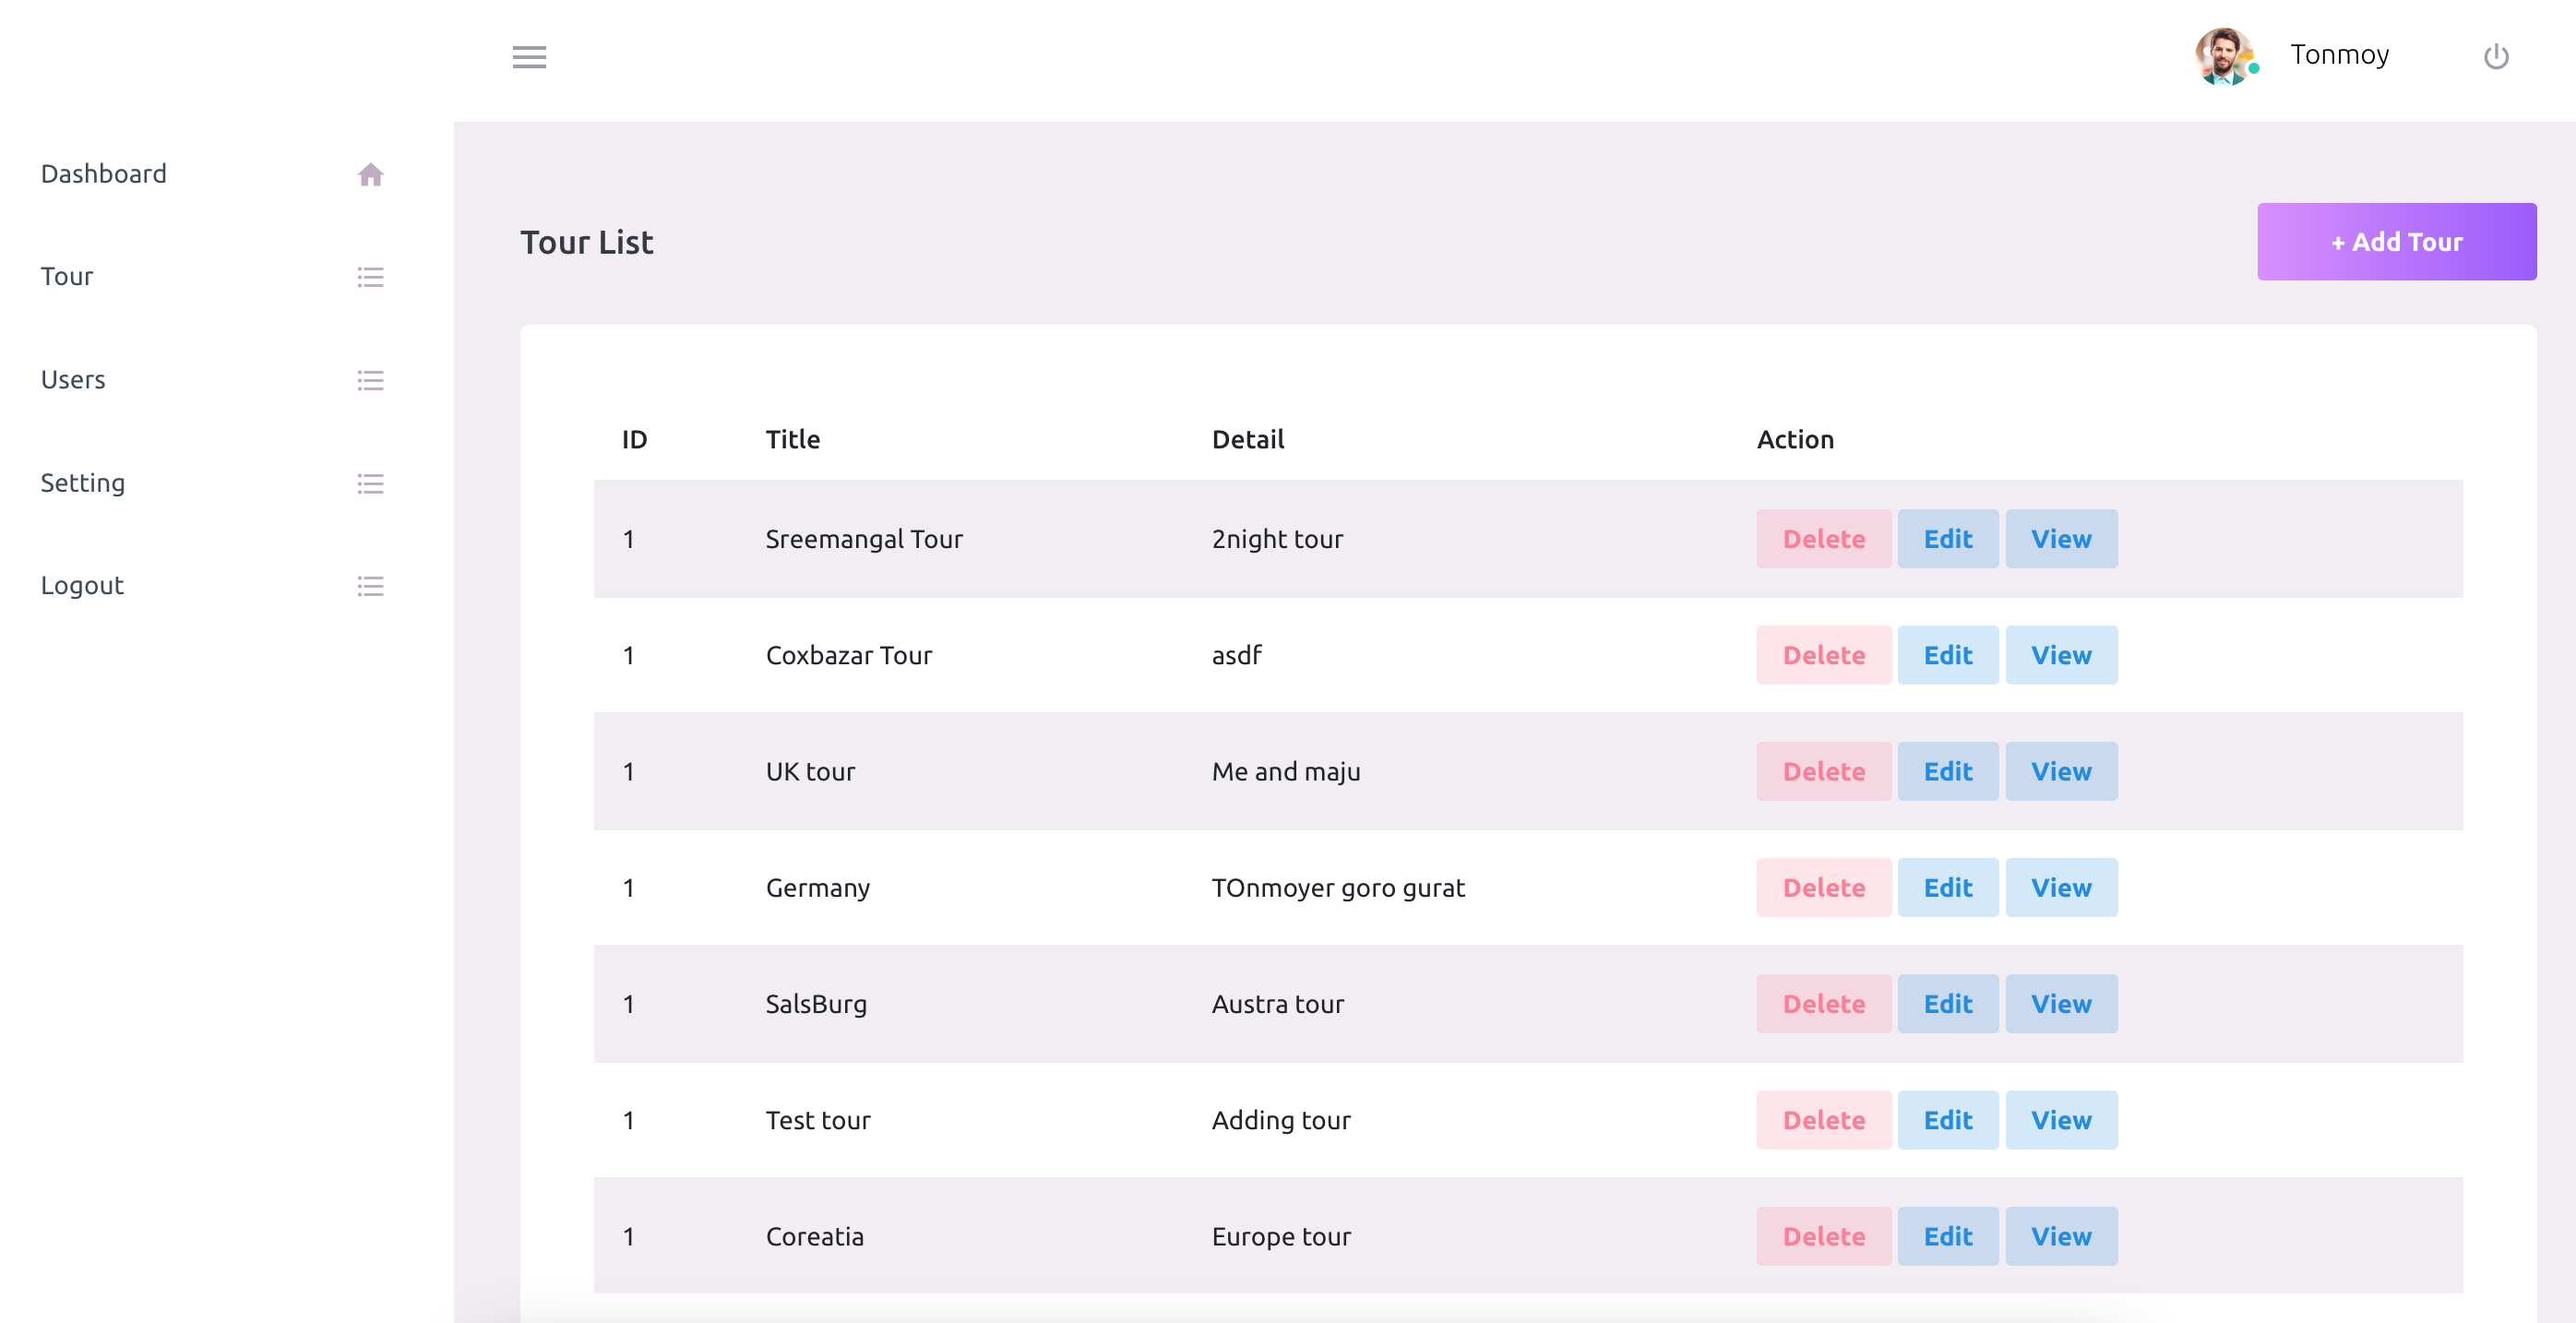 Tonmoy
Dashboard
Tour
Users
Setting
Logout
Tour List
+ Add Tour
ID Title Detail Action
1 Sreemangal Tour 2night tour Delete Edit View
1 Coxbazar Tour asdf Delete Edit View
1 UK tour Me and maju Delete Edit View
1 Germany TOnmoyer goro gurat Delete Edit View
1 SalsBurg Austra tour Delete Edit View
1 Test tour Adding tour Delete Edit View
1 Coreatia Europe tour Delete Edit View